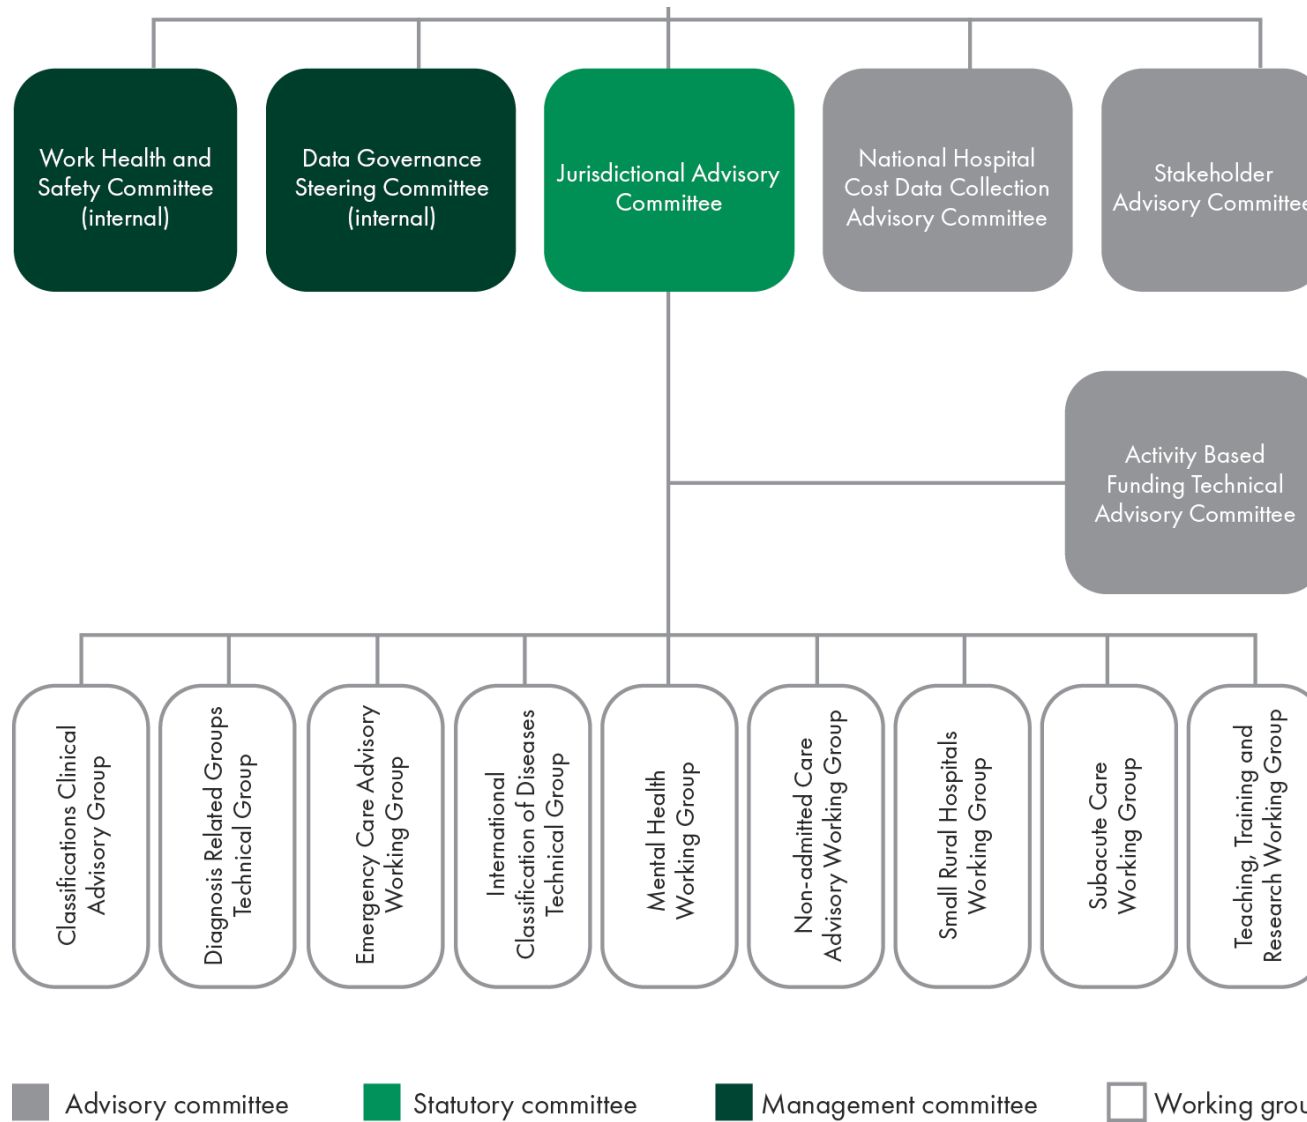 Work Health and
Safety Committee
(internal)
Data Governance
Steering Committee
(internal)
Jurisdictional Advisory
Committee
National Hospital
Cost Data Collection
Advisory Committee
Stakeholder
Advisory Committee
Activity Based
Funding Technical
Advisory Committee
Classifications Clinical
Advisory Group
Diagnosis Related Groups
Technical Group
Emergency Care Advisory
Working Group
International
Classification of Diseases
Technical Group
Mental Health
Working Group
Non-admitted Care
Advisory Working Group
Small Rural Hospitals
Working Group
Subacute Care
Working Group
Teaching, Training and
Research Working Group
Advisory committee
Statutory committee
Management committee
Working